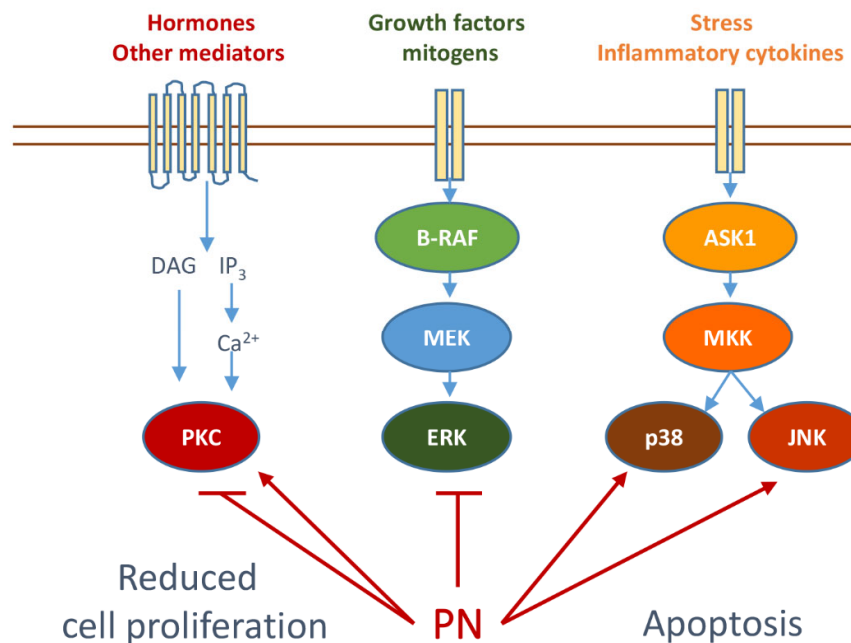 Hormones
Other mediators
Growth factors
mitogens
Stress
Inflammatory cytokines
B-RAF
ASK1
DAG IP₃
MEK
MKK
Ca²⁺
PKC
ERK
p38
JNK
Reduced
cell proliferation
PN
Apoptosis